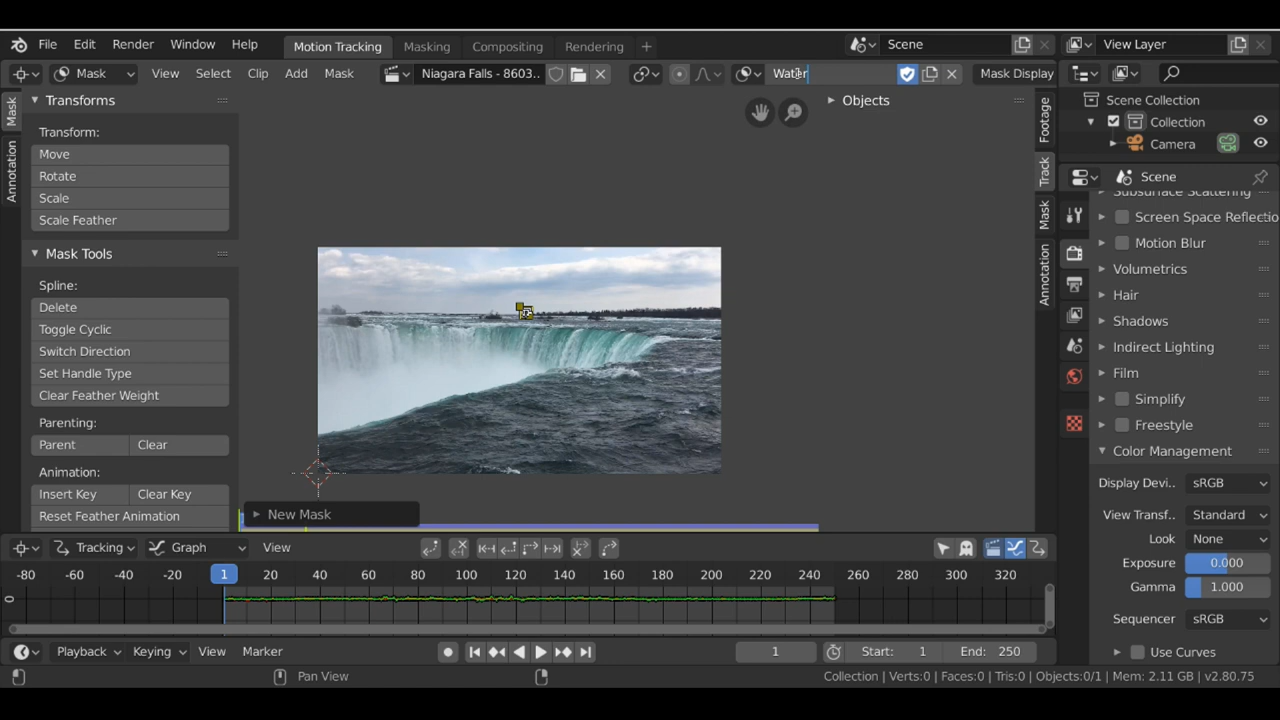 File Edit Render Window Help Motion Tracking Masking Compositing Rendering + Scene View Layer
Mask View Select Clip Add Mask Niagara Falls - 8603.. Water Mask Display
Mask
Annotation
Transforms
Transform:
Move
Rotate
Scale
Scale Feather
Mask Tools
Spline:
Delete
Toggle Cyclic
Switch Direction
Set Handle Type
Clear Feather Weight
Parenting:
Parent Clear
Animation:
Insert Key Clear Key
Reset Feather Animation
New Mask
Objects
Footage
Track
Mask
Annotation
Scene Collection
Collection
Camera
Scene
Subsurface Scattering
Screen Space Reflectio
Motion Blur
Volumetrics
Hair
Shadows
Indirect Lighting
Film
Simplify
Freestyle
Color Management
Display Devi.. sRGB
View Transf.. Standard
Look None
Exposure 0.000
Gamma 1.000
Sequencer sRGB
Use Curves
Tracking Graph View
-80 -60 -40 -20 1 20 40 60 80 100 120 140 160 180 200 220 240 260 280 300 320
0
Playback Keying View Marker 1 Start: 1 End: 250
Pan View Collection | Verts:0 | Faces:0 | Tris:0 | Objects:0/1 | Mem: 2.11 GB | v2.80.75